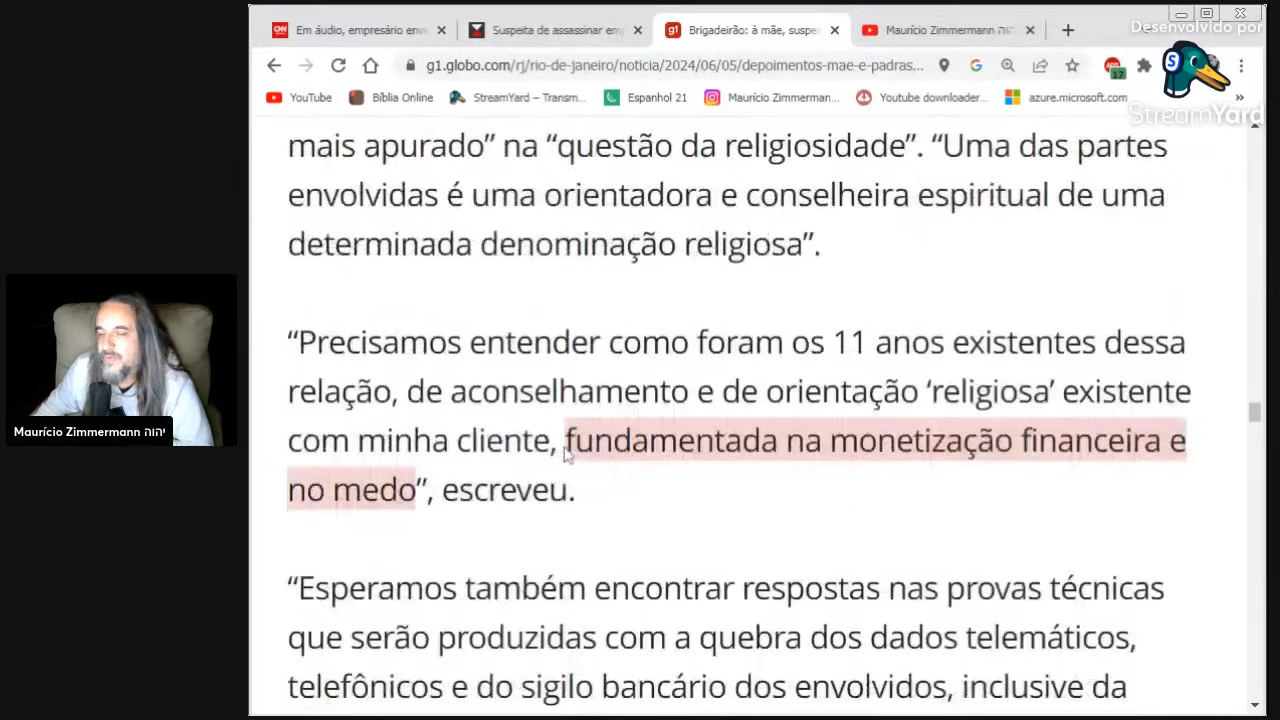 Em áudio, empresário env
Suspeita de assassinar em
Brigadeirão: à mãe, suspe
Maurício Zimmermann יהוה
Desenvolvido por
g1.globo.com/rj/rio-de-janeiro/noticia/2024/06/05/depoimentos-mae-e-padras...
17
YouTube
Bíblia Online
StreamYard – Transm...
Espanhol 21
Maurício Zimmerman...
Youtube downloader...
azure.microsoft.com
»
StreamYard
mais apurado” na “questão da religiosidade”. “Uma das partes
envolvidas é uma orientadora e conselheira espiritual de uma
determinada denominação religiosa”.
“Precisamos entender como foram os 11 anos existentes dessa
relação, de aconselhamento e de orientação ‘religiosa’ existente
com minha cliente, fundamentada na monetização financeira e
no medo”, escreveu.
“Esperamos também encontrar respostas nas provas técnicas
que serão produzidas com a quebra dos dados telemáticos,
telefônicos e do sigilo bancário dos envolvidos, inclusive da
Maurício Zimmermann יהוה